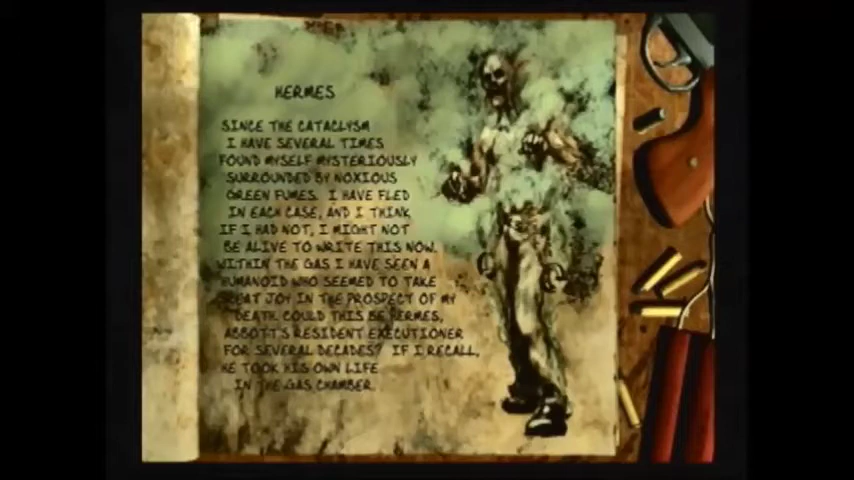 HERMES
SINCE THE CATACLYSM
I HAVE SEVERAL TIMES
FOUND MYSELF MYSTERIOUSLY
SURROUNDED BY NOXIOUS
GREEN FUMES. I HAVE FLED
IN EACH CASE, AND I THINK
IF I HAD NOT, I MIGHT NOT
BE ALIVE TO WRITE THIS NOW.
WITHIN THE GAS I HAVE SEEN A
HUMANOID WHO SEEMED TO TAKE
GREAT JOY IN THE PROSPECT OF MY
DEATH. COULD THIS BE HERMES,
ABBOTT'S RESIDENT EXECUTIONER
FOR SEVERAL DECADES? IF I RECALL,
HE TOOK HIS OWN LIFE
IN THE GAS CHAMBER.